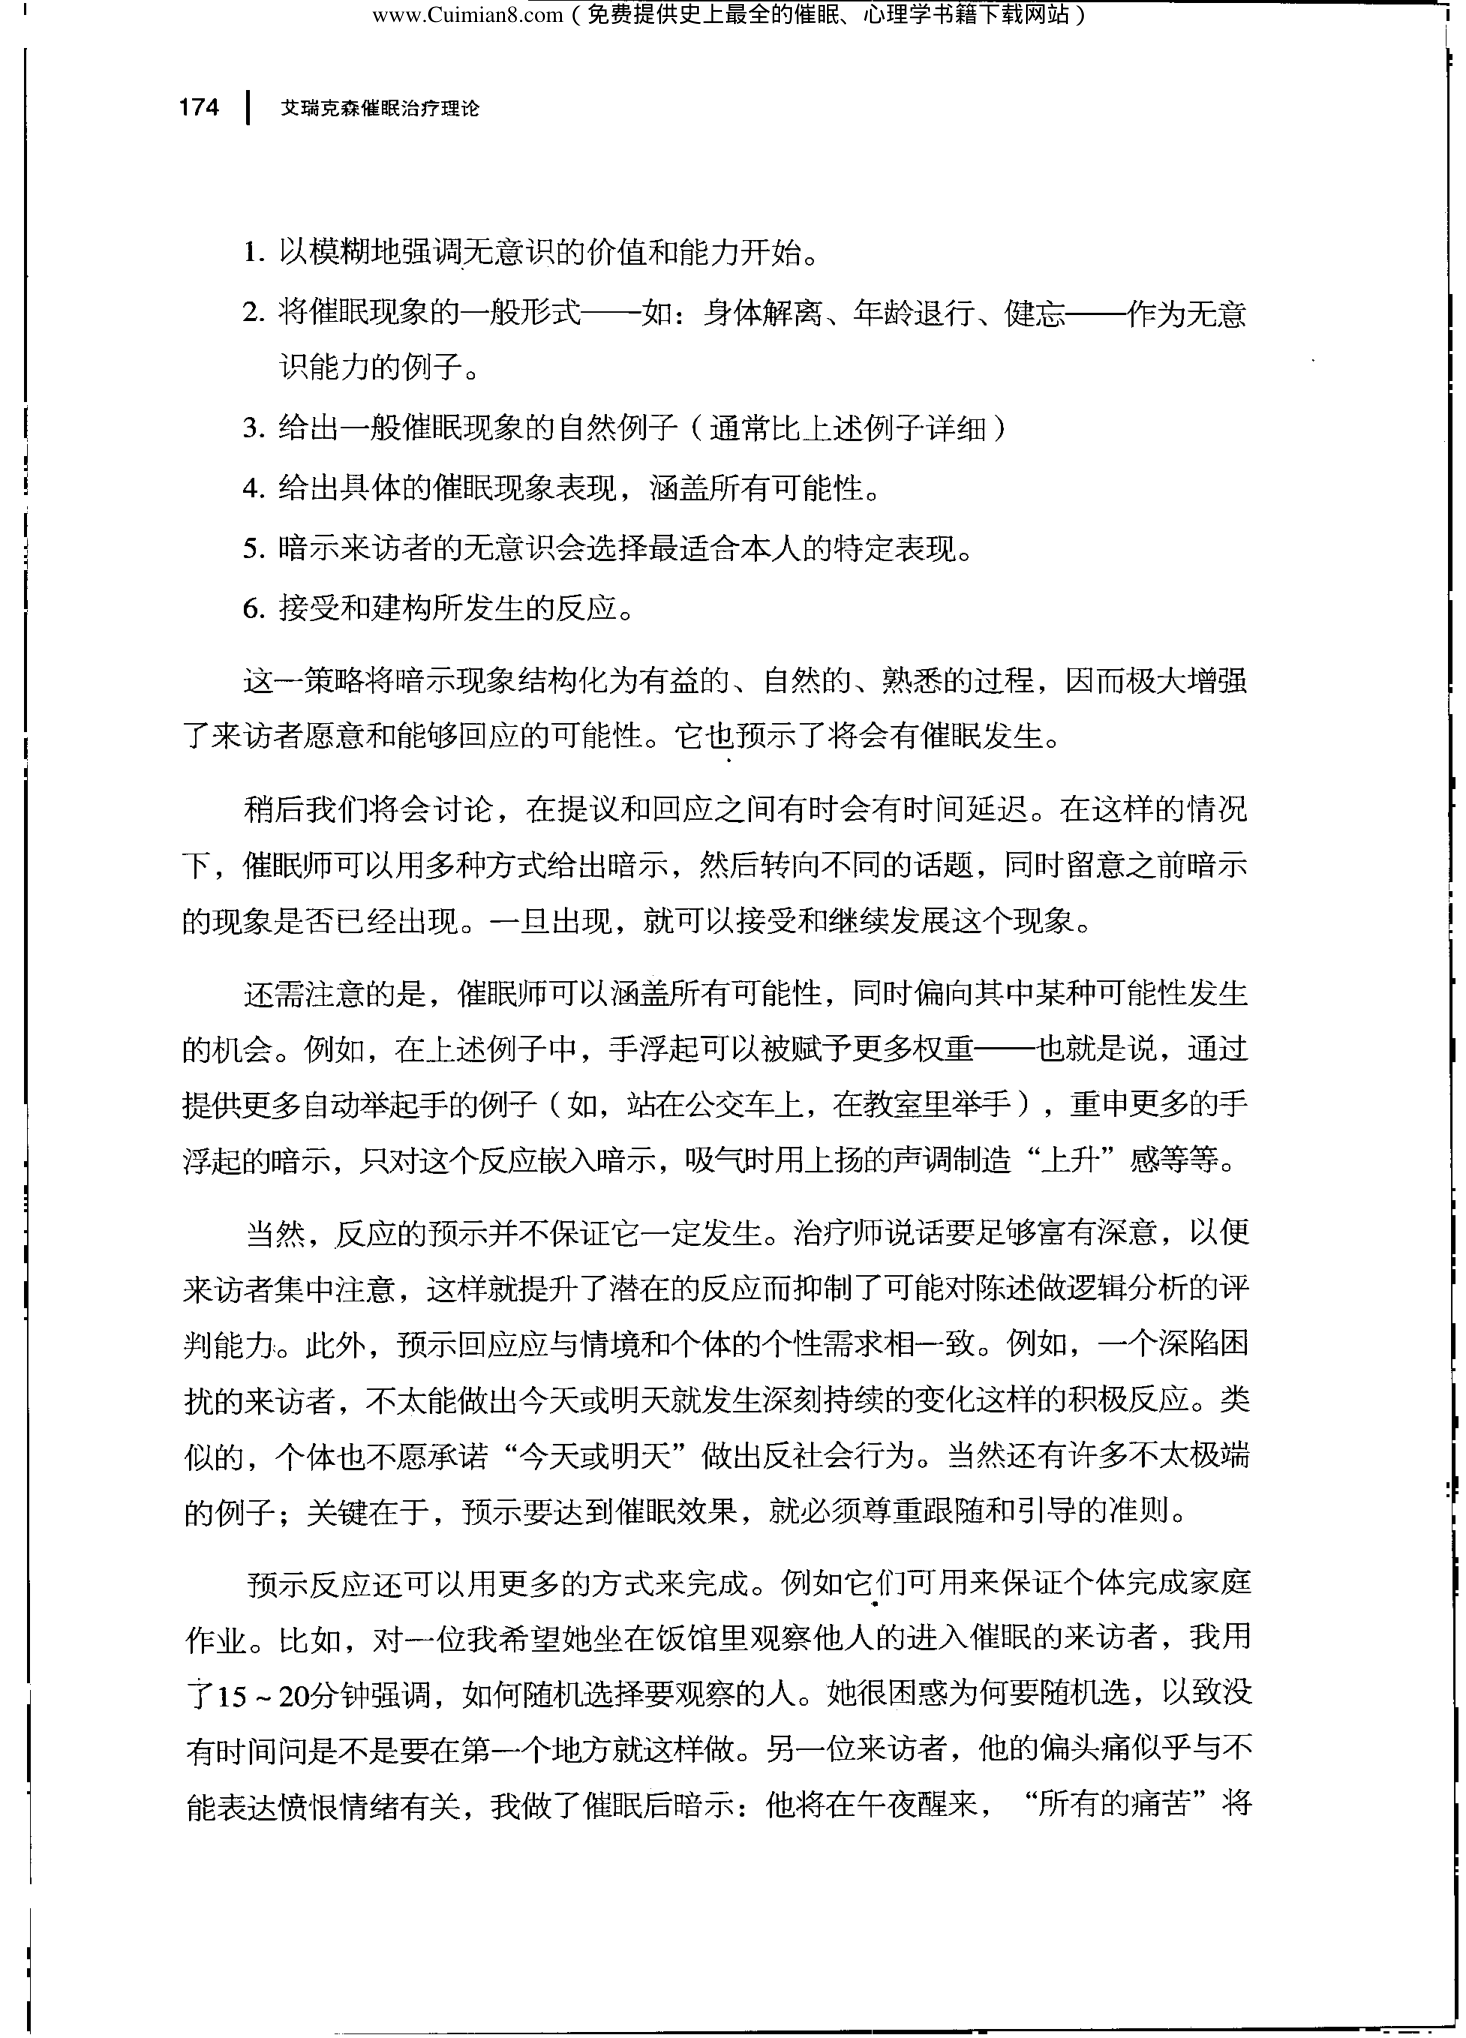 www.Cuimian8.com（免费提供史上最全的催眠、心理学书籍下载网站）
174 艾瑞克森催眠治疗理论
1. 以模糊地强调无意识的价值和能力开始。
2. 将催眠现象的一般形式——如：身体解离、年龄退行、健忘——作为无意
识能力的例子。
3. 给出一般催眠现象的自然例子（通常比上述例子详细）
4. 给出具体的催眠现象表现，涵盖所有可能性。
5. 暗示来访者的无意识会选择最适合本人的特定表现。
6. 接受和建构所发生的反应。
这一策略将暗示现象结构化为有益的、自然的、熟悉的过程，因而极大增强
了来访者愿意和能够回应的可能性。它也预示了将会有催眠发生。
稍后我们将会讨论，在提议和回应之间有时会有时间延迟。在这样的情况
下，催眠师可以用多种方式给出暗示，然后转向不同的话题，同时留意之前暗示
的现象是否已经出现。一旦出现，就可以接受和继续发展这个现象。
还需注意的是，催眠师可以涵盖所有可能性，同时偏向其中某种可能性发生
的机会。例如，在上述例子中，手浮起可以被赋予更多权重——也就是说，通过
提供更多自动举起手的例子（如，站在公交车上，在教室里举手），重申更多的手
浮起的暗示，只对这个反应嵌入暗示，吸气时用上扬的声调制造“上升”感等等。
当然，反应的预示并不保证它一定发生。治疗师说话要足够富有深意，以便
来访者集中注意，这样就提升了潜在的反应而抑制了可能对陈述做逻辑分析的评
判能力。此外，预示回应应与情境和个体的个性需求相一致。例如，一个深陷困
扰的来访者，不太能做出今天或明天就发生深刻持续的变化这样的积极反应。类
似的，个体也不愿承诺“今天或明天”做出反社会行为。当然还有许多不太极端
的例子；关键在于，预示要达到催眠效果，就必须尊重跟随和引导的准则。
预示反应还可以用更多的方式来完成。例如它们可用来保证个体完成家庭
作业。比如，对一位我希望她坐在饭馆里观察他人的进入催眠的来访者，我用
了15～20分钟强调，如何随机选择要观察的人。她很困惑为何要随机选，以致没
有时间问是不是要在第一个地方就这样做。另一位来访者，他的偏头痛似乎与不
能表达愤恨情绪有关，我做了催眠后暗示：他将在午夜醒来，“所有的痛苦”将